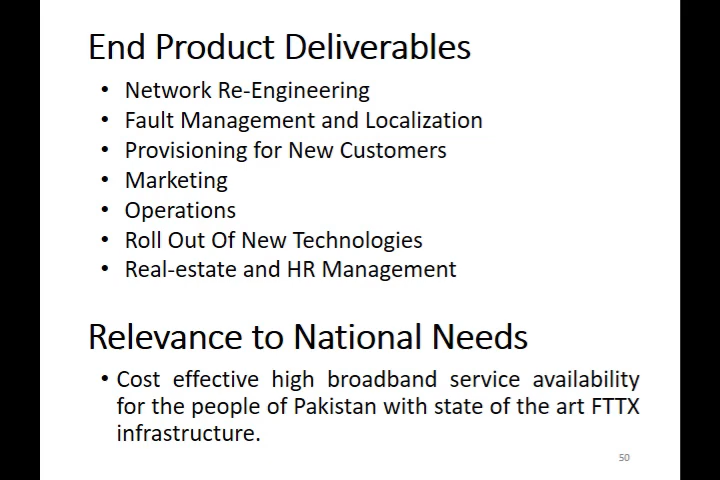 End Product Deliverables
• Network Re-Engineering
• Fault Management and Localization
• Provisioning for New Customers
• Marketing
• Operations
• Roll Out Of New Technologies
• Real-estate and HR Management
Relevance to National Needs
• Cost effective high broadband service availability
for the people of Pakistan with state of the art FTTX
infrastructure.
50